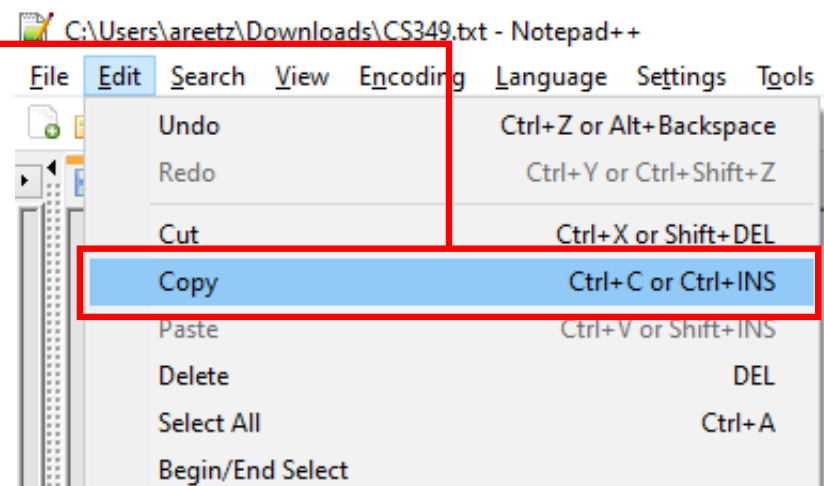 C:\Users\areetz\Downloads\CS349.txt - Notepad++
File Edit Search View Encoding Language Settings Tools
Undo Ctrl+Z or Alt+Backspace
Redo Ctrl+Y or Ctrl+Shift+Z
Cut Ctrl+X or Shift+DEL
Copy Ctrl+C or Ctrl+INS
Paste Ctrl+V or Shift+INS
Delete DEL
Select All Ctrl+A
Begin/End Select